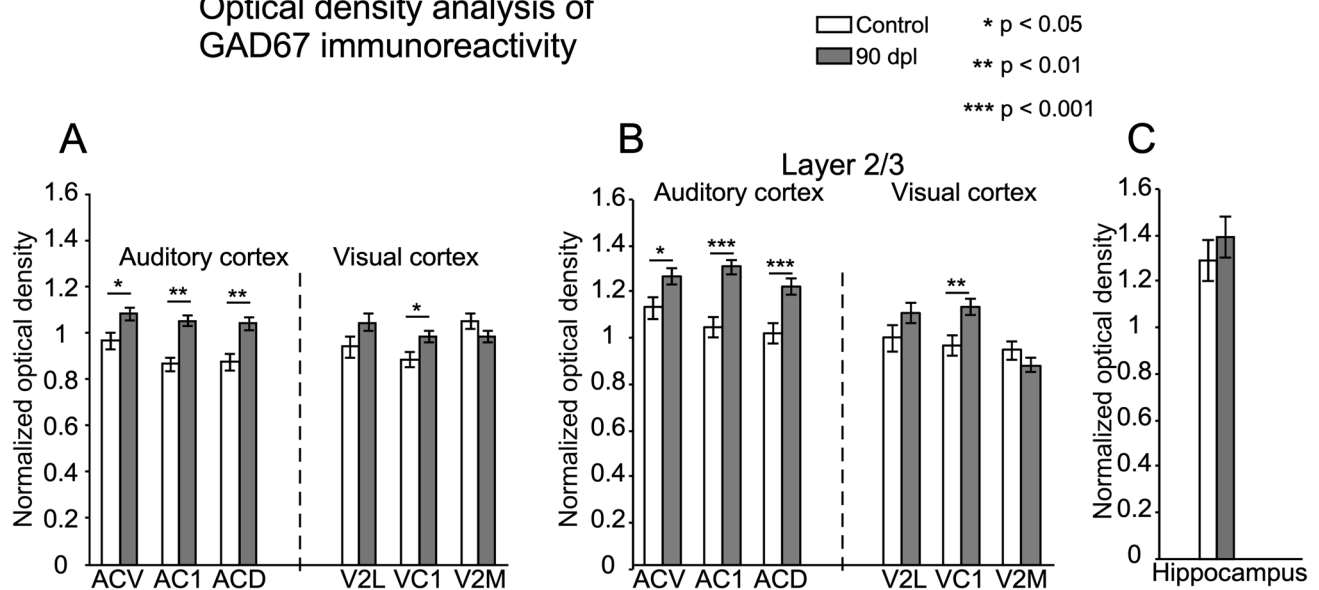 Optical density analysis of
GAD67 immunoreactivity
Control
90 dpl
* p < 0.05
** p < 0.01
*** p < 0.001
A
Normalized optical density
1.6
1.4
1.2
1
0.8
0.6
0.4
0.2
0
Auditory cortex
Visual cortex
*
**
**
*
ACV AC1 ACD V2L VC1 V2M
B
Layer 2/3
Auditory cortex
Visual cortex
Normalized optical density
1.6
1.4
1.2
1
0.8
0.6
0.4
0.2
0
*
***
***
**
ACV AC1 ACD V2L VC1 V2M
C
Normalized optical density
1.6
1.4
1.2
1
0.8
0.6
0.4
0.2
0
Hippocampus